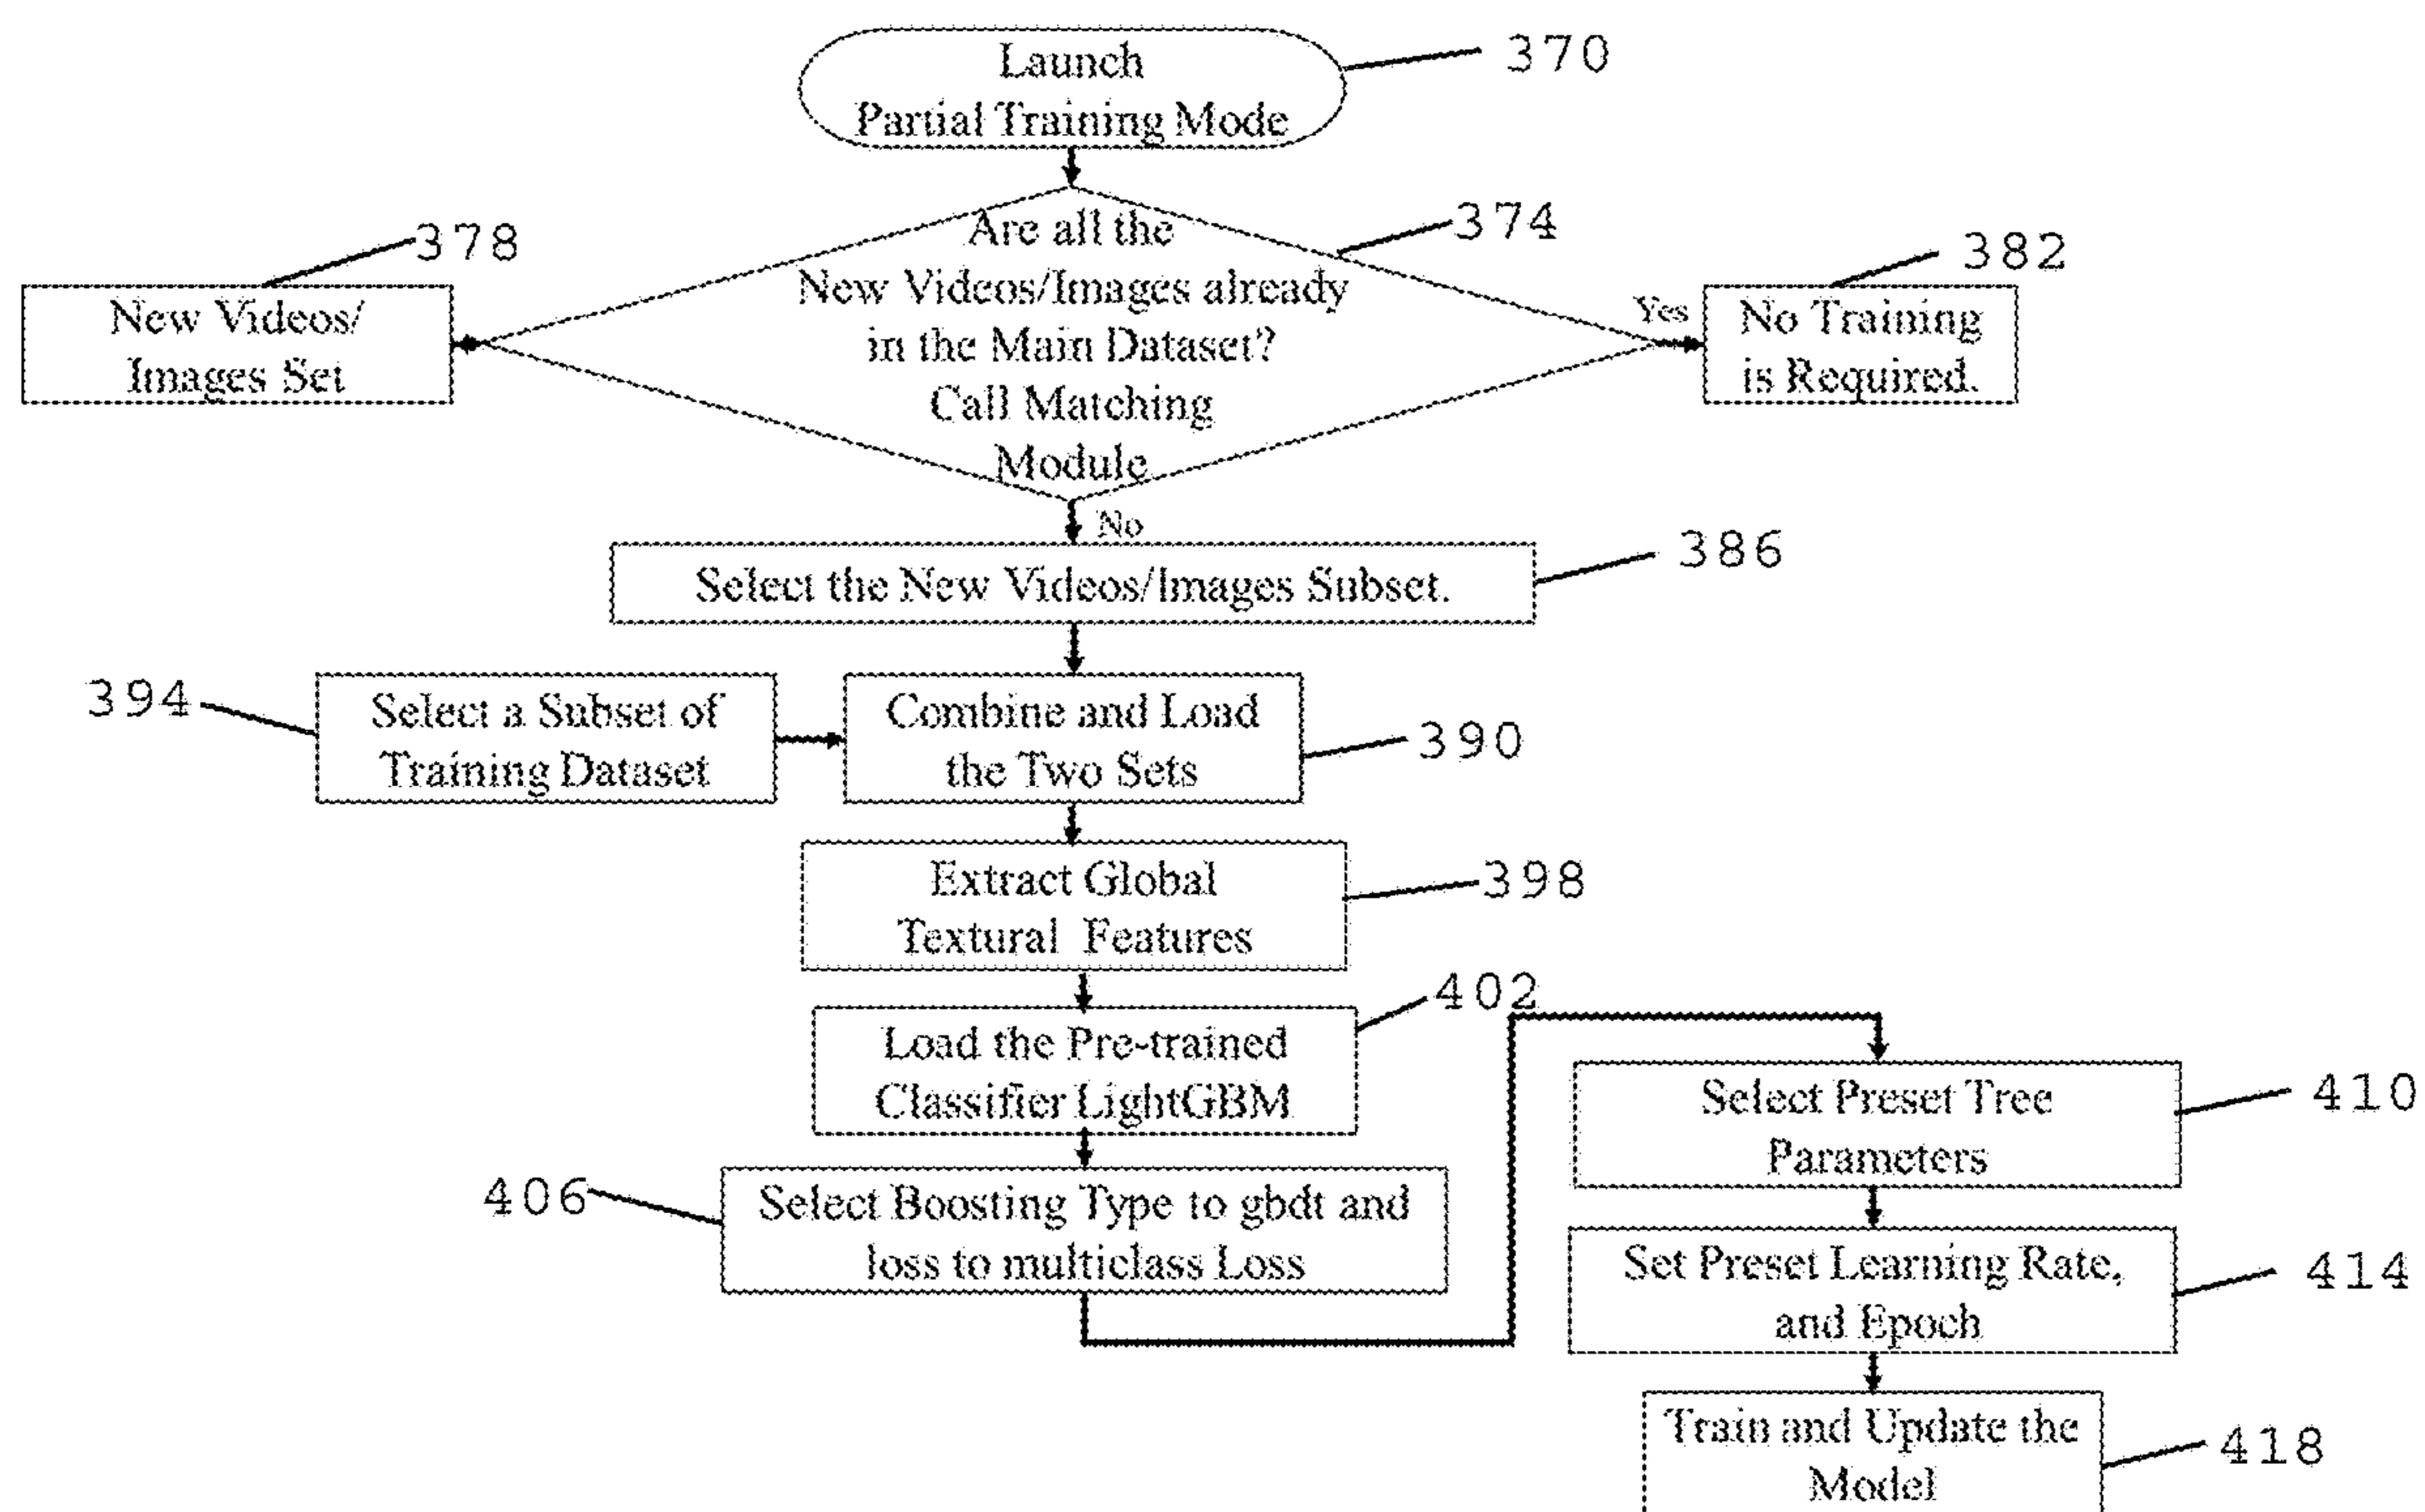 Launch
Partial Training Mode
370
Are all the
New Videos/Images already
in the Main Dataset?
Call Matching
Module
374
378
New Videos/
Images Set
Yes
382
No Training
is Required.
No
Select the New Videos/Images Subset.
386
394
Select a Subset of
Training Dataset
Combine and Load
the Two Sets
390
Extract Global
Textural Features
398
Load the Pre-trained
Classifier LightGBM
402
406
Select Boosting Type to gbdt and
loss to multiclass Loss
Select Preset Tree
Parameters
410
Set Preset Learning Rate,
and Epoch
414
Train and Update the
Model
418